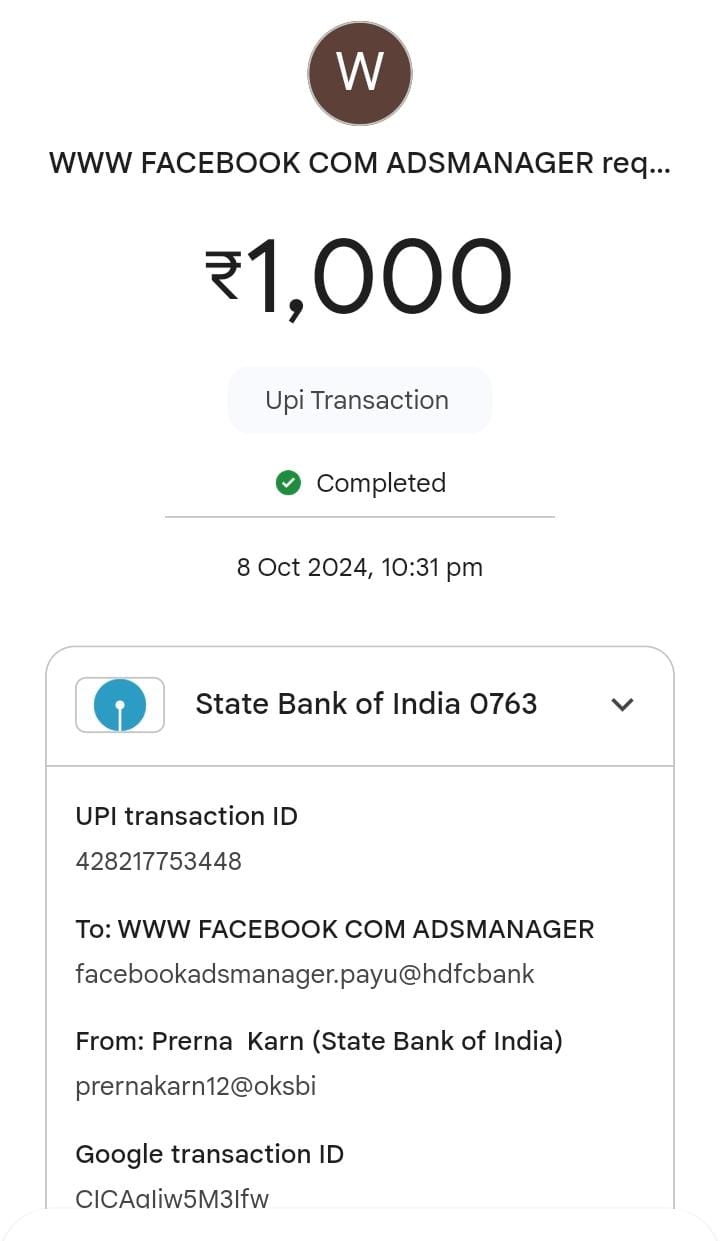 W
WWW FACEBOOK COM ADSMANAGER req...
₹1,000
Upi Transaction
Completed
8 Oct 2024, 10:31 pm
State Bank of India 0763
UPI transaction ID
428217753448
To: WWW FACEBOOK COM ADSMANAGER
facebookadsmanager.payu@hdfcbank
From: Prerna Karn (State Bank of India)
prernakarn12@oksbi
Google transaction ID